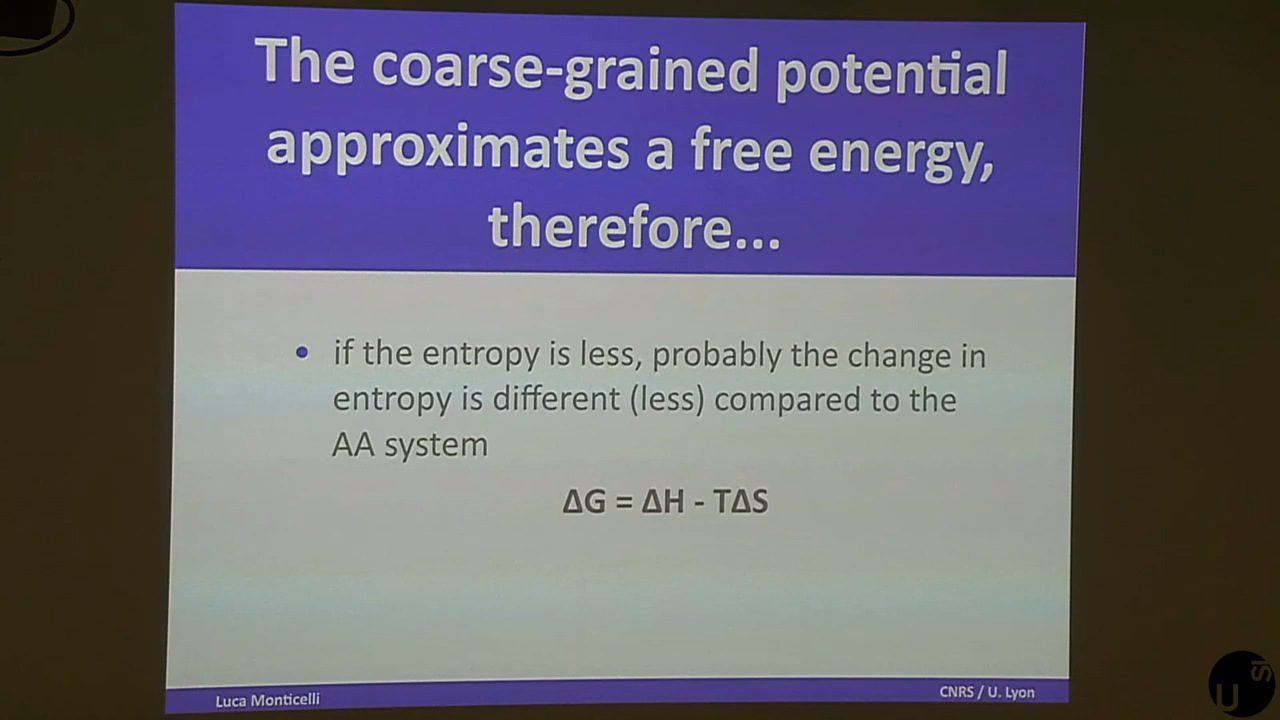 The coarse-grained potential
approximates a free energy,
therefore...
• if the entropy is less, probably the change in
entropy is different (less) compared to the
AA system
ΔG = ΔH - TΔS
Luca Monticelli
CNRS / U. Lyon
U SI